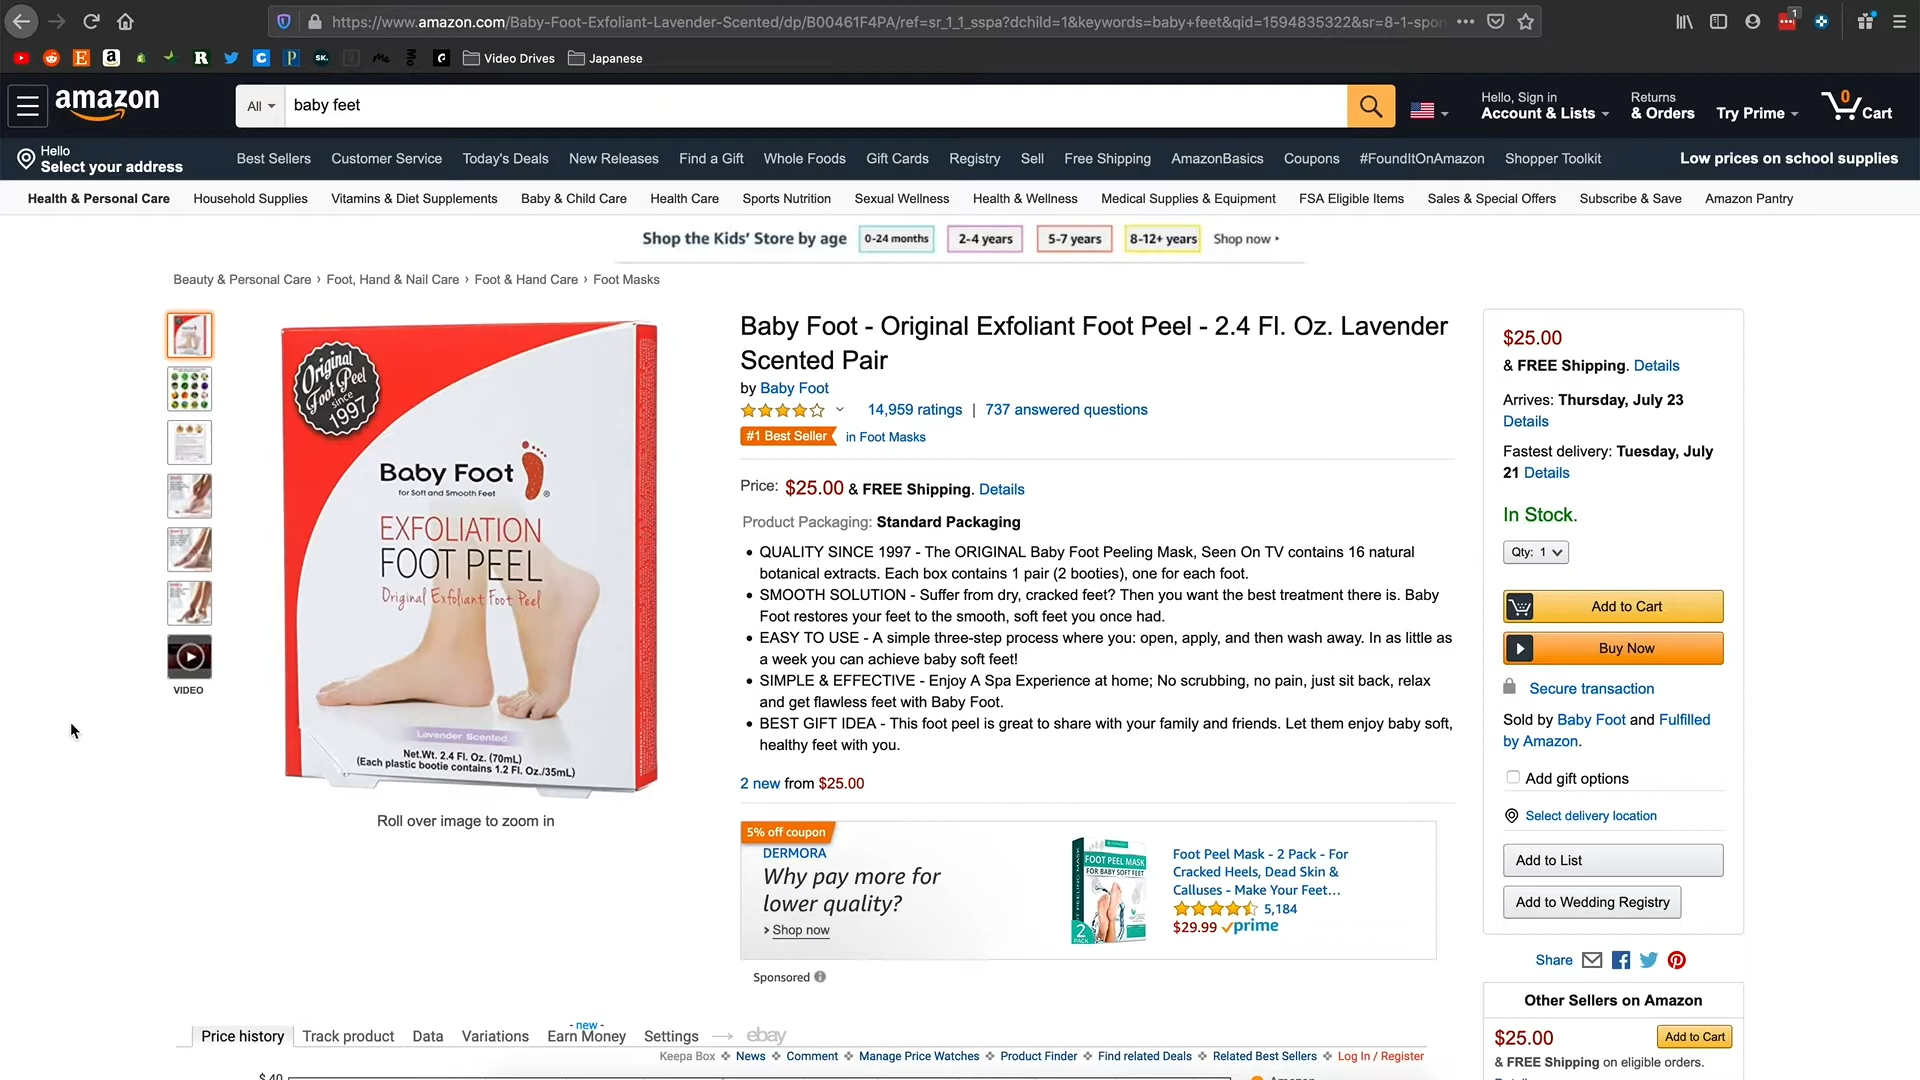 https://www.amazon.com/Baby-Foot-Exfoliant-Lavender-Scented/dp/B00461F4PA/ref=sr_1_1_sspa?dchild=1&keywords=baby+feet&qid=1594835322&sr=8-1-spon
Video Drives
Japanese
amazon
All
baby feet
Hello, Sign in
Account & Lists
Returns
& Orders
Try Prime
0
Cart
Hello
Select your address
Best Sellers
Customer Service
Today's Deals
New Releases
Find a Gift
Whole Foods
Gift Cards
Registry
Sell
Free Shipping
AmazonBasics
Coupons
#FoundItOnAmazon
Shopper Toolkit
Low prices on school supplies
Health & Personal Care
Household Supplies
Vitamins & Diet Supplements
Baby & Child Care
Health Care
Sports Nutrition
Sexual Wellness
Health & Wellness
Medical Supplies & Equipment
FSA Eligible Items
Sales & Special Offers
Subscribe & Save
Amazon Pantry
Shop the Kids' Store by age
0-24 months
2-4 years
5-7 years
8-12+ years
Shop now
Beauty & Personal Care › Foot, Hand & Nail Care › Foot & Hand Care › Foot Masks
VIDEO
Original
Foot Peel
since
1997
Baby Foot
for Soft and Smooth Feet
EXFOLIATION
FOOT PEEL
Original Exfoliant Foot Peel
Lavender Scented
Net.Wt. 2.4 Fl. Oz. (70mL)
(Each plastic bootie contains 1.2 Fl. Oz./35mL)
Roll over image to zoom in
Baby Foot - Original Exfoliant Foot Peel - 2.4 Fl. Oz. Lavender
Scented Pair
by Baby Foot
14,959 ratings | 737 answered questions
#1 Best Seller in Foot Masks
Price: $25.00 & FREE Shipping. Details
Product Packaging: Standard Packaging
• QUALITY SINCE 1997 - The ORIGINAL Baby Foot Peeling Mask, Seen On TV contains 16 natural
botanical extracts. Each box contains 1 pair (2 booties), one for each foot.
• SMOOTH SOLUTION - Suffer from dry, cracked feet? Then you want the best treatment there is. Baby
Foot restores your feet to the smooth, soft feet you once had.
• EASY TO USE - A simple three-step process where you: open, apply, and then wash away. In as little as
a week you can achieve baby soft feet!
• SIMPLE & EFFECTIVE - Enjoy A Spa Experience at home; No scrubbing, no pain, just sit back, relax
and get flawless feet with Baby Foot.
• BEST GIFT IDEA - This foot peel is great to share with your family and friends. Let them enjoy baby soft,
healthy feet with you.
2 new from $25.00
5% off coupon
DERMORA
Why pay more for
lower quality?
› Shop now
FOOT PEEL MASK
FOR BABY SOFT FEET
2
PACK
Foot Peel Mask - 2 Pack - For
Cracked Heels, Dead Skin &
Calluses - Make Your Feet...
5,184
$29.99 prime
Sponsored
$25.00
& FREE Shipping. Details
Arrives: Thursday, July 23
Details
Fastest delivery: Tuesday, July
21 Details
In Stock.
Qty: 1
Add to Cart
Buy Now
Secure transaction
Sold by Baby Foot and Fulfilled
by Amazon.
Add gift options
Select delivery location
Add to List
Add to Wedding Registry
Share
Other Sellers on Amazon
$25.00
Add to Cart
& FREE Shipping on eligible orders.
Price history
Track product
Data
Variations
- new -
Earn Money
Settings
ebay
Keepa Box
News
Comment
Manage Price Watches
Product Finder
Find related Deals
Related Best Sellers
Log In / Register
$ 40